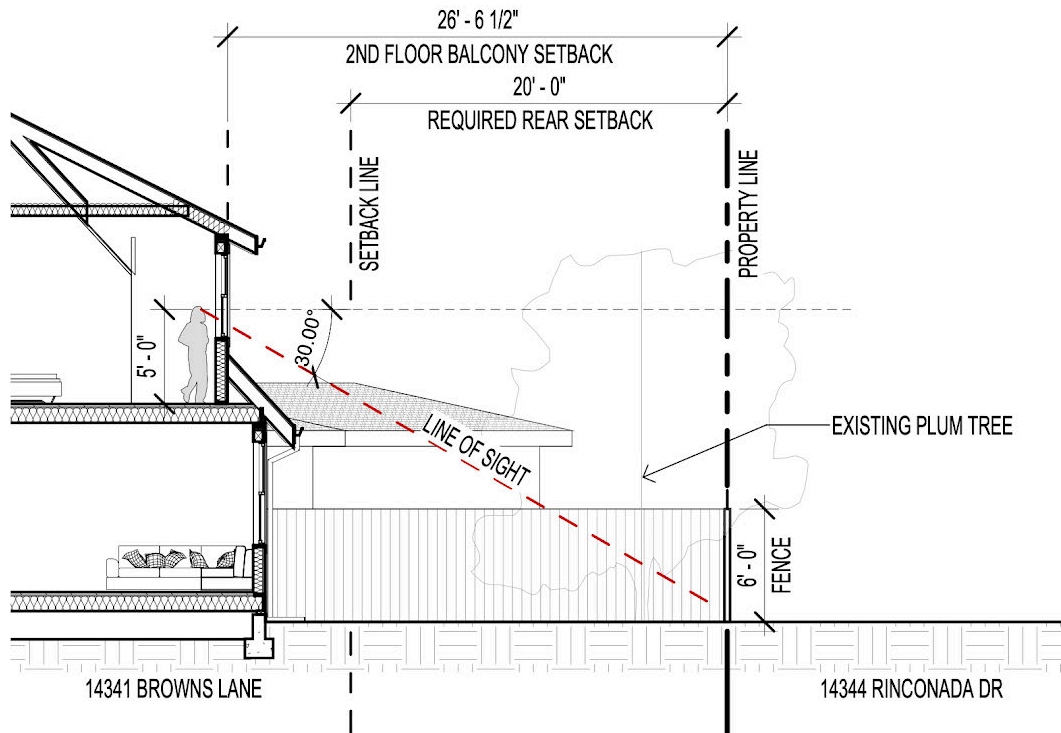 26' - 6 1/2"
2ND FLOOR BALCONY SETBACK
20' - 0"
REQUIRED REAR SETBACK
SETBACK LINE
PROPERTY LINE
5' - 0"
30.00°
LINE OF SIGHT
EXISTING PLUM TREE
6' - 0"
FENCE
14341 BROWNS LANE
14344 RINCONADA DR